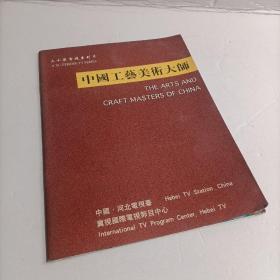 中國工藝美術大師
THE ARTS AND
CRAFT MASTERS OF CHINA
中國·河北電視臺 Hebei TV Station China
寶視國際電視節目中心
International TV Program Center, Hebei TV